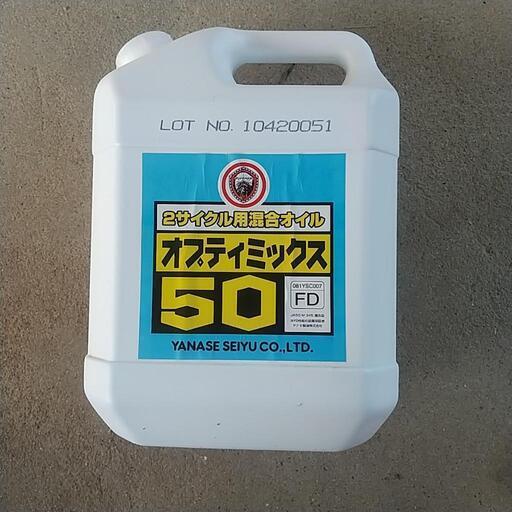 LOT NO. 10420051
2サイクル用混合オイル
オプティミックス
50
081YSC007
FD
YANASE SEIYU CO.,LTD.